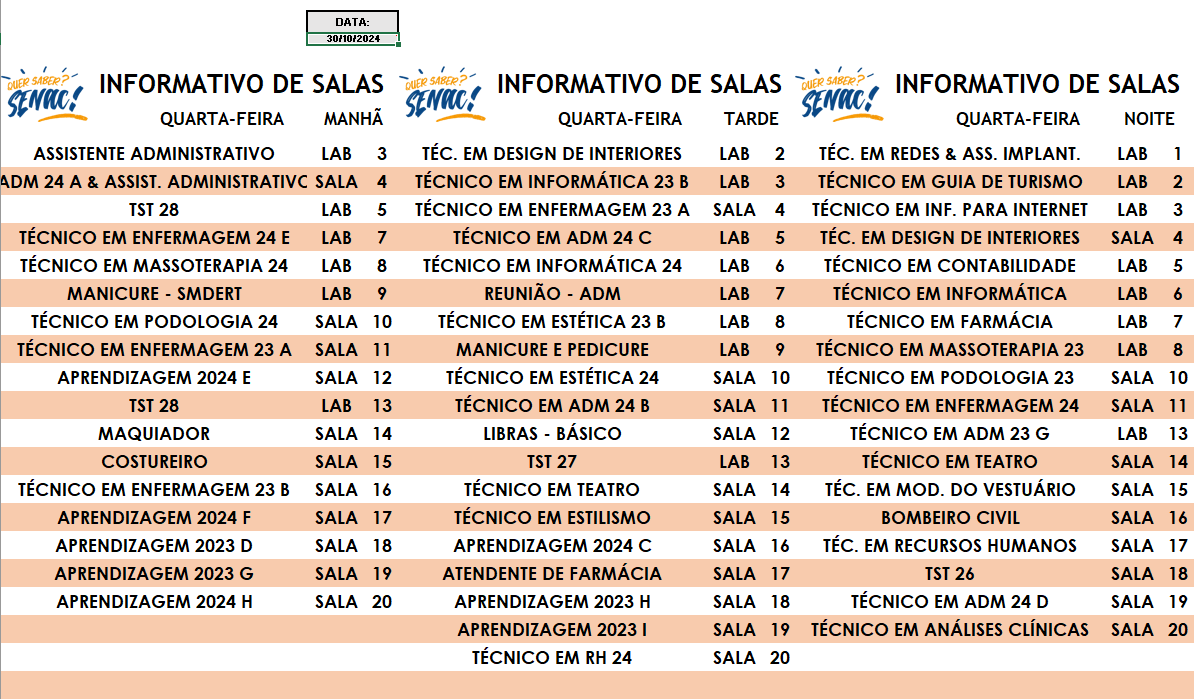 DATA:
30/10/2024
QUER SABER? SENAC! INFORMATIVO DE SALAS QUER SABER? SENAC! INFORMATIVO DE SALAS QUER SABER? SENAC! INFORMATIVO DE SALAS
QUARTA-FEIRA MANHÃ QUARTA-FEIRA TARDE QUARTA-FEIRA NOITE
ASSISTENTE ADMINISTRATIVO LAB 3 TÉC. EM DESIGN DE INTERIORES LAB 2 TÉC. EM REDES & ASS. IMPLANT. LAB 1
ADM 24 A & ASSIST. ADMINISTRATIVO SALA 4 TÉCNICO EM INFORMÁTICA 23 B LAB 3 TÉCNICO EM GUIA DE TURISMO LAB 2
TST 28 LAB 5 TÉCNICO EM ENFERMAGEM 23 A SALA 4 TÉCNICO EM INF. PARA INTERNET LAB 3
TÉCNICO EM ENFERMAGEM 24 E LAB 7 TÉCNICO EM ADM 24 C LAB 5 TÉC. EM DESIGN DE INTERIORES SALA 4
TÉCNICO EM MASSOTERAPIA 24 LAB 8 TÉCNICO EM INFORMÁTICA 24 LAB 6 TÉCNICO EM CONTABILIDADE LAB 5
MANICURE - SMDERT LAB 9 REUNIÃO - ADM LAB 7 TÉCNICO EM INFORMÁTICA LAB 6
TÉCNICO EM PODOLOGIA 24 SALA 10 TÉCNICO EM ESTÉTICA 23 B LAB 8 TÉCNICO EM FARMÁCIA LAB 7
TÉCNICO EM ENFERMAGEM 23 A SALA 11 MANICURE E PEDICURE LAB 9 TÉCNICO EM MASSOTERAPIA 23 LAB 8
APRENDIZAGEM 2024 E SALA 12 TÉCNICO EM ESTÉTICA 24 SALA 10 TÉCNICO EM PODOLOGIA 23 SALA 10
TST 28 LAB 13 TÉCNICO EM ADM 24 B SALA 11 TÉCNICO EM ENFERMAGEM 24 SALA 11
MAQUIADOR SALA 14 LIBRAS - BÁSICO SALA 12 TÉCNICO EM ADM 23 G LAB 13
COSTUREIRO SALA 15 TST 27 LAB 13 TÉCNICO EM TEATRO SALA 14
TÉCNICO EM ENFERMAGEM 23 B SALA 16 TÉCNICO EM TEATRO SALA 14 TÉC. EM MOD. DO VESTUÁRIO SALA 15
APRENDIZAGEM 2024 F SALA 17 TÉCNICO EM ESTILISMO SALA 15 BOMBEIRO CIVIL SALA 16
APRENDIZAGEM 2023 D SALA 18 APRENDIZAGEM 2024 C SALA 16 TÉC. EM RECURSOS HUMANOS SALA 17
APRENDIZAGEM 2023 G SALA 19 ATENDENTE DE FARMÁCIA SALA 17 TST 26 SALA 18
APRENDIZAGEM 2024 H SALA 20 APRENDIZAGEM 2023 H SALA 18 TÉCNICO EM ADM 24 D SALA 19
APRENDIZAGEM 2023 I SALA 19 TÉCNICO EM ANÁLISES CLÍNICAS SALA 20
TÉCNICO EM RH 24 SALA 20